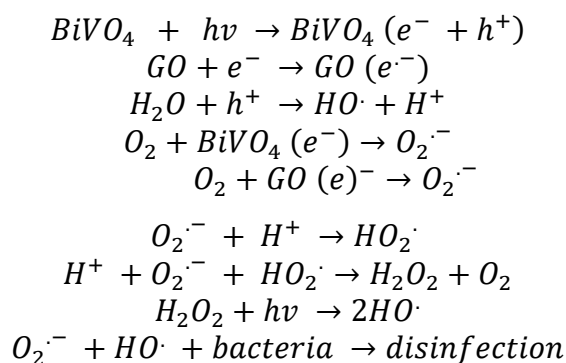 BiVO₄ + hv → BiVO₄ (e⁻ + h⁺)
GO + e⁻ → GO (e·⁻)
H₂O + h⁺ → HO· + H⁺
O₂ + BiVO₄ (e⁻) → O₂·⁻
O₂ + GO (e)⁻ → O₂·⁻
O₂·⁻ + H⁺ → HO₂·
H⁺ + O₂·⁻ + HO₂· → H₂O₂ + O₂
H₂O₂ + hv → 2HO·
O₂·⁻ + HO· + bacteria → disinfection